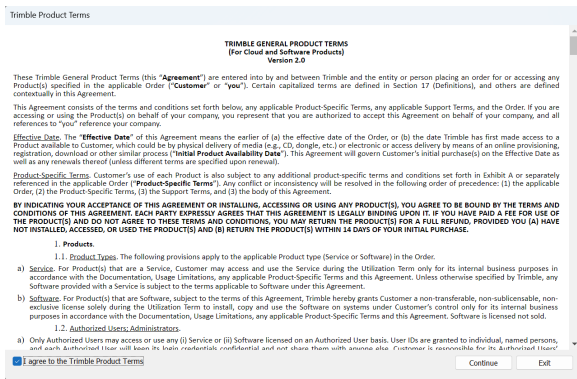 Trimble Product Terms
TRIMBLE GENERAL PRODUCT TERMS
(For Cloud and Software Products)
Version 2.0
These Trimble General Product Terms (this "Agreement") are entered into by and between Trimble and the entity or person placing an order for or accessing any
Product(s) specified in the applicable Order ("Customer" or "you"). Certain capitalized terms are defined in Section 17 (Definitions), and others are defined
contextually in this Agreement.
This Agreement consists of the terms and conditions set forth below, any applicable Product-Specific Terms, any applicable Support Terms, and the Order. If you are
accessing or using the Product(s) on behalf of your company, you represent that you are authorized to accept this Agreement on behalf of your company, and all
references to "you" reference your company.
Effective Date. The "Effective Date" of this Agreement means the earlier of (a) the effective date of the Order, or (b) the date Trimble has first made access to a
Product available to Customer, which could be by physical delivery of media (e.g., CD, dongle, etc.) or electronic or access delivery by means of an online provisioning,
registration, download or other similar process ("Initial Product Availability Date"). This Agreement will govern Customer's initial purchase(s) on the Effective Date as
well as any renewals thereof (unless different terms are specified upon renewal).
Product-Specific Terms. Customer's use of each Product is also subject to any additional product-specific terms and conditions set forth in Exhibit A or separately
referenced in the applicable Order ("Product-Specific Terms"). Any conflict or inconsistency will be resolved in the following order of precedence: (1) the applicable
Order, (2) the Product-Specific Terms, (3) the Support Terms, and (3) the body of this Agreement.
BY INDICATING YOUR ACCEPTANCE OF THIS AGREEMENT OR INSTALLING, ACCESSING OR USING ANY PRODUCT(S), YOU AGREE TO BE BOUND BY THE TERMS AND
CONDITIONS OF THIS AGREEMENT. EACH PARTY EXPRESSLY AGREES THAT THIS AGREEMENT IS LEGALLY BINDING UPON IT. IF YOU HAVE PAID A FEE FOR USE OF
THE PRODUCT(S) AND DO NOT AGREE TO THESE TERMS AND CONDITIONS, YOU MAY RETURN THE PRODUCT(S) FOR A FULL REFUND, PROVIDED YOU (A) HAVE
NOT INSTALLED, ACCESSED, OR USED THE PRODUCT(S) AND (B) RETURN THE PRODUCT(S) WITHIN 14 DAYS OF YOUR INITIAL PURCHASE.
1. Products.
1.1. Product Types. The following provisions apply to the applicable Product type (Service or Software) in the Order.
a) Service. For Product(s) that are a Service, Customer may access and use the Service during the Utilization Term only for its internal business purposes in
accordance with the Documentation, Usage Limitations, any applicable Product-Specific Terms and this Agreement. Unless otherwise specified by Trimble, any
Software provided with a Service is subject to the terms applicable to Software under this Agreement.
b) Software. For Product(s) that are Software, subject to the terms of this Agreement, Trimble hereby grants Customer a non-transferable, non-sublicensable, non-
exclusive license solely during the Utilization Term to install, copy and use the Software on systems under Customer's control only for its internal business
purposes in accordance with the Documentation, Usage Limitations, any applicable Product-Specific Terms and this Agreement. Software is licensed not sold.
1.2. Authorized Users; Administrators.
a) Only Authorized Users may access or use any (i) Service or (ii) Software licensed on an Authorized User basis. User IDs are granted to individual, named persons,
and each Authorized User will keep its login credentials confidential and not share them with anyone else. Customer is responsible for its Authorized Users'
I agree to the Trimble Product Terms
Continue
Exit